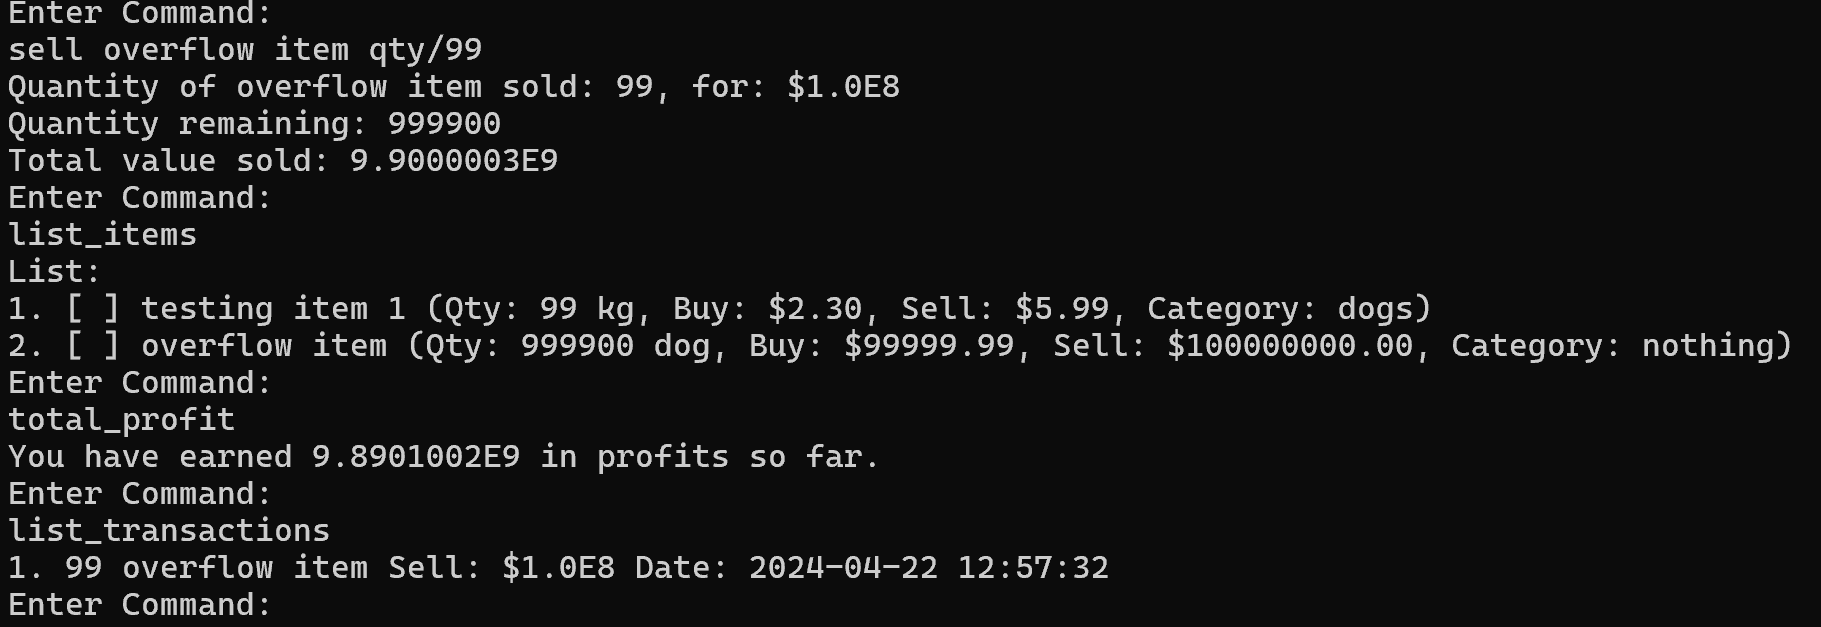 Enter Command:
sell overflow item qty/99
Quantity of overflow item sold: 99, for: $1.0E8
Quantity remaining: 999900
Total value sold: 9.9000003E9
Enter Command:
list_items
List:
1. [ ] testing item 1 (Qty: 99 kg, Buy: $2.30, Sell: $5.99, Category: dogs)
2. [ ] overflow item (Qty: 999900 dog, Buy: $99999.99, Sell: $100000000.00, Category: nothing)
Enter Command:
total_profit
You have earned 9.8901002E9 in profits so far.
Enter Command:
list_transactions
1. 99 overflow item Sell: $1.0E8 Date: 2024-04-22 12:57:32
Enter Command: